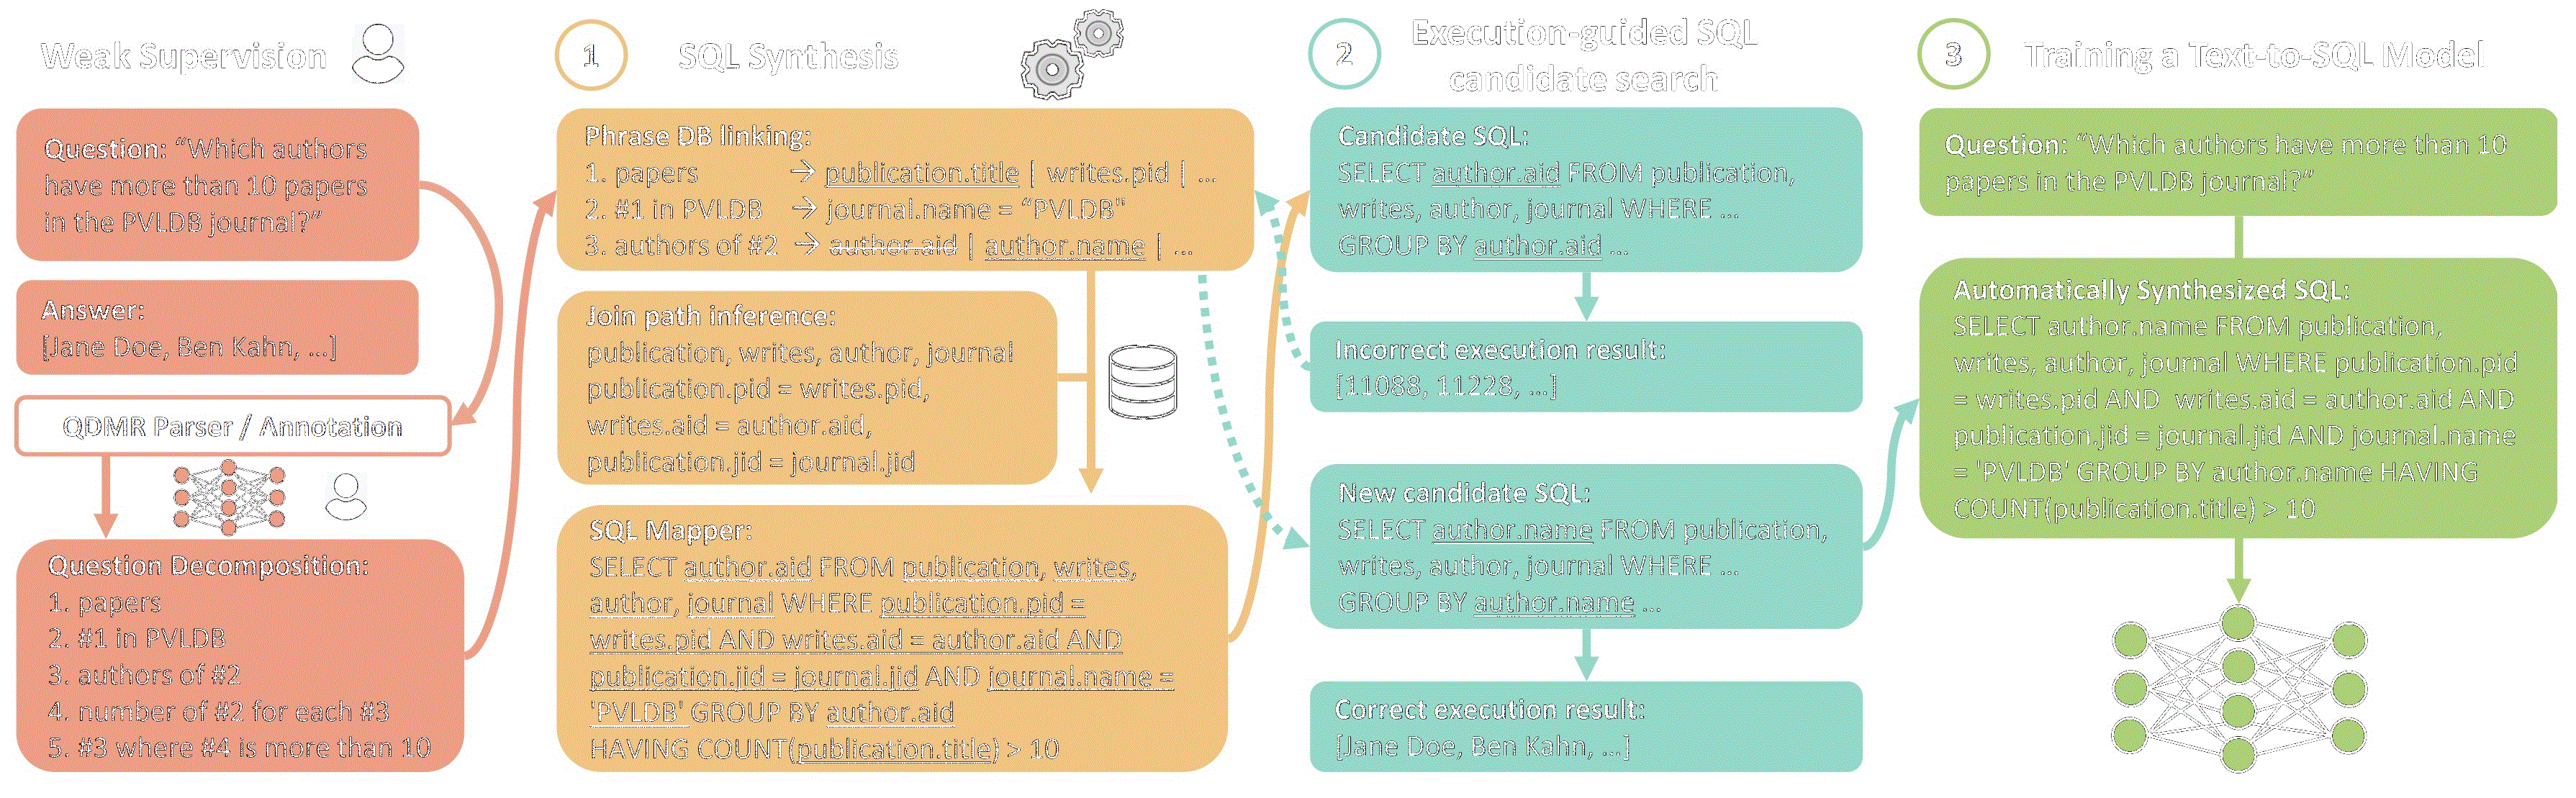 Weak Supervision
Question: “Which authors
have more than 10 papers
in the PVLDB journal?”
Answer:
[Jane Doe, Ben Kahn, ...]
QDMR Parser / Annotation
Question Decomposition:
1. papers
2. #1 in PVLDB
3. authors of #2
4. number of #2 for each #3
5. #3 where #4 is more than 10
1
SQL Synthesis
Phrase DB linking:
1. papers → publication.title | writes.pid | ...
2. #1 in PVLDB → journal.name = “PVLDB"
3. authors of #2 → author.aid | author.name | ...
Join path inference:
publication, writes, author, journal
publication.pid = writes.pid,
writes.aid = author.aid,
publication.jid = journal.jid
SQL Mapper:
SELECT author.aid FROM publication, writes,
author, journal WHERE publication.pid =
writes.pid AND writes.aid = author.aid AND
publication.jid = journal.jid AND journal.name =
'PVLDB' GROUP BY author.aid
HAVING COUNT(publication.title) > 10
2
Execution-guided SQL
candidate search
Candidate SQL:
SELECT author.aid FROM publication,
writes, author, journal WHERE ...
GROUP BY author.aid ...
Incorrect execution result:
[11088, 11228, ...]
New candidate SQL:
SELECT author.name FROM publication,
writes, author, journal WHERE ...
GROUP BY author.name ...
Correct execution result:
[Jane Doe, Ben Kahn, ...]
3
Training a Text-to-SQL Model
Question: “Which authors have more than 10
papers in the PVLDB journal?”
Automatically Synthesized SQL:
SELECT author.name FROM publication,
writes, author, journal WHERE publication.pid
= writes.pid AND writes.aid = author.aid AND
publication.jid = journal.jid AND journal.name
= 'PVLDB' GROUP BY author.name HAVING
COUNT(publication.title) > 10